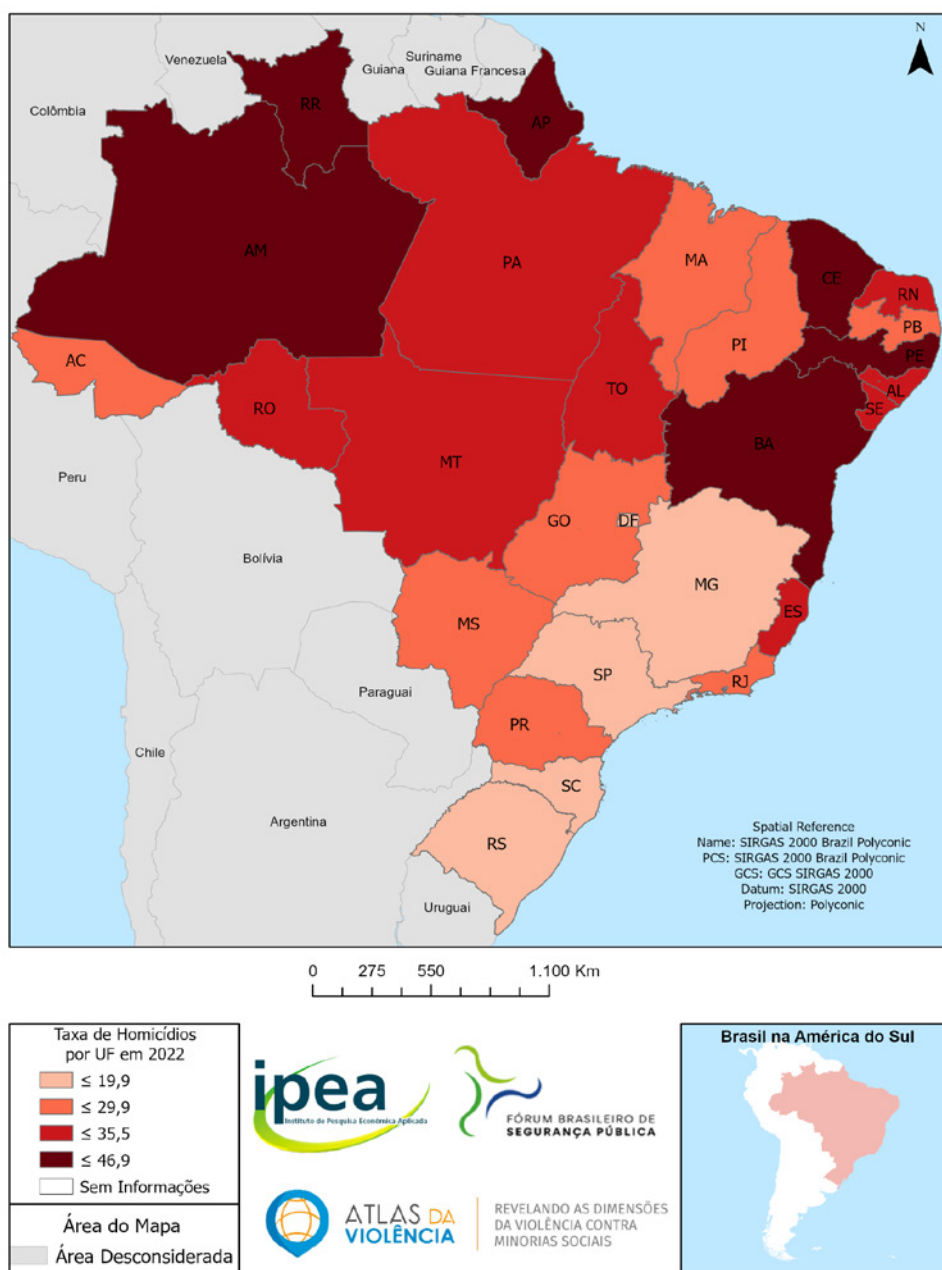 N
Venezuela
Suriname
Guiana
Guiana Francesa
Colômbia
RR
AP
AM
PA
MA
CE
RN
PB
PI
PE
AC
AL
TO
SE
RO
BA
MT
Peru
GO
DF
Bolívia
MG
MS
ES
SP
RJ
Paraguai
PR
Chile
SC
Argentina
RS
Uruguai
Spatial Reference
Name: SIRGAS 2000 Brazil Polyconic
PCS: SIRGAS 2000 Brazil Polyconic
GCS: GCS SIRGAS 2000
Datum: SIRGAS 2000
Projection: Polyconic
0 275 550 1.100 Km
Taxa de Homicídios
por UF em 2022
≤ 19,9
≤ 29,9
≤ 35,5
≤ 46,9
Sem Informações
Área do Mapa
Área Desconsiderada
ipea
Instituto de Pesquisa Econômica Aplicada
FÓRUM BRASILEIRO DE
SEGURANÇA PÚBLICA
ATLAS DA
VIOLÊNCIA
REVELANDO AS DIMENSÕES
DA VIOLÊNCIA CONTRA
MINORIAS SOCIAIS
Brasil na América do Sul